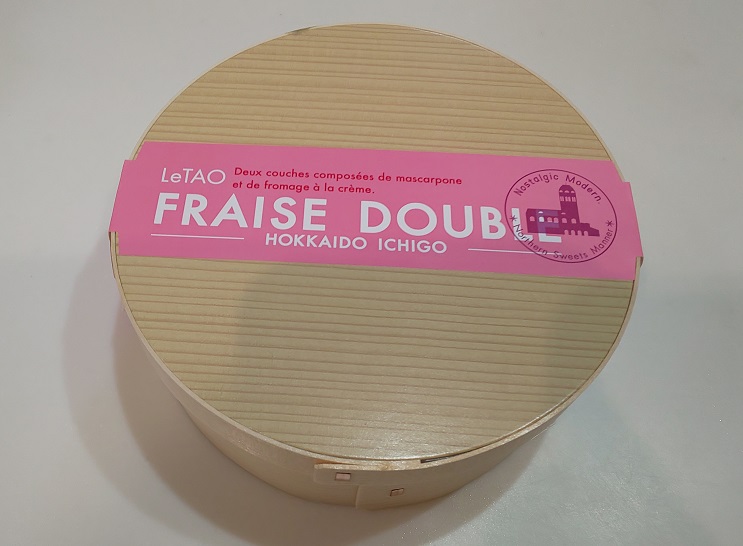 LeTAO
Deux couches composées de mascarpone
et de fromage à la crème.
FRAISE DOUBLE
HOKKAIDO ICHIGO
Nostalgic Modern.
Northern Sweets Manner